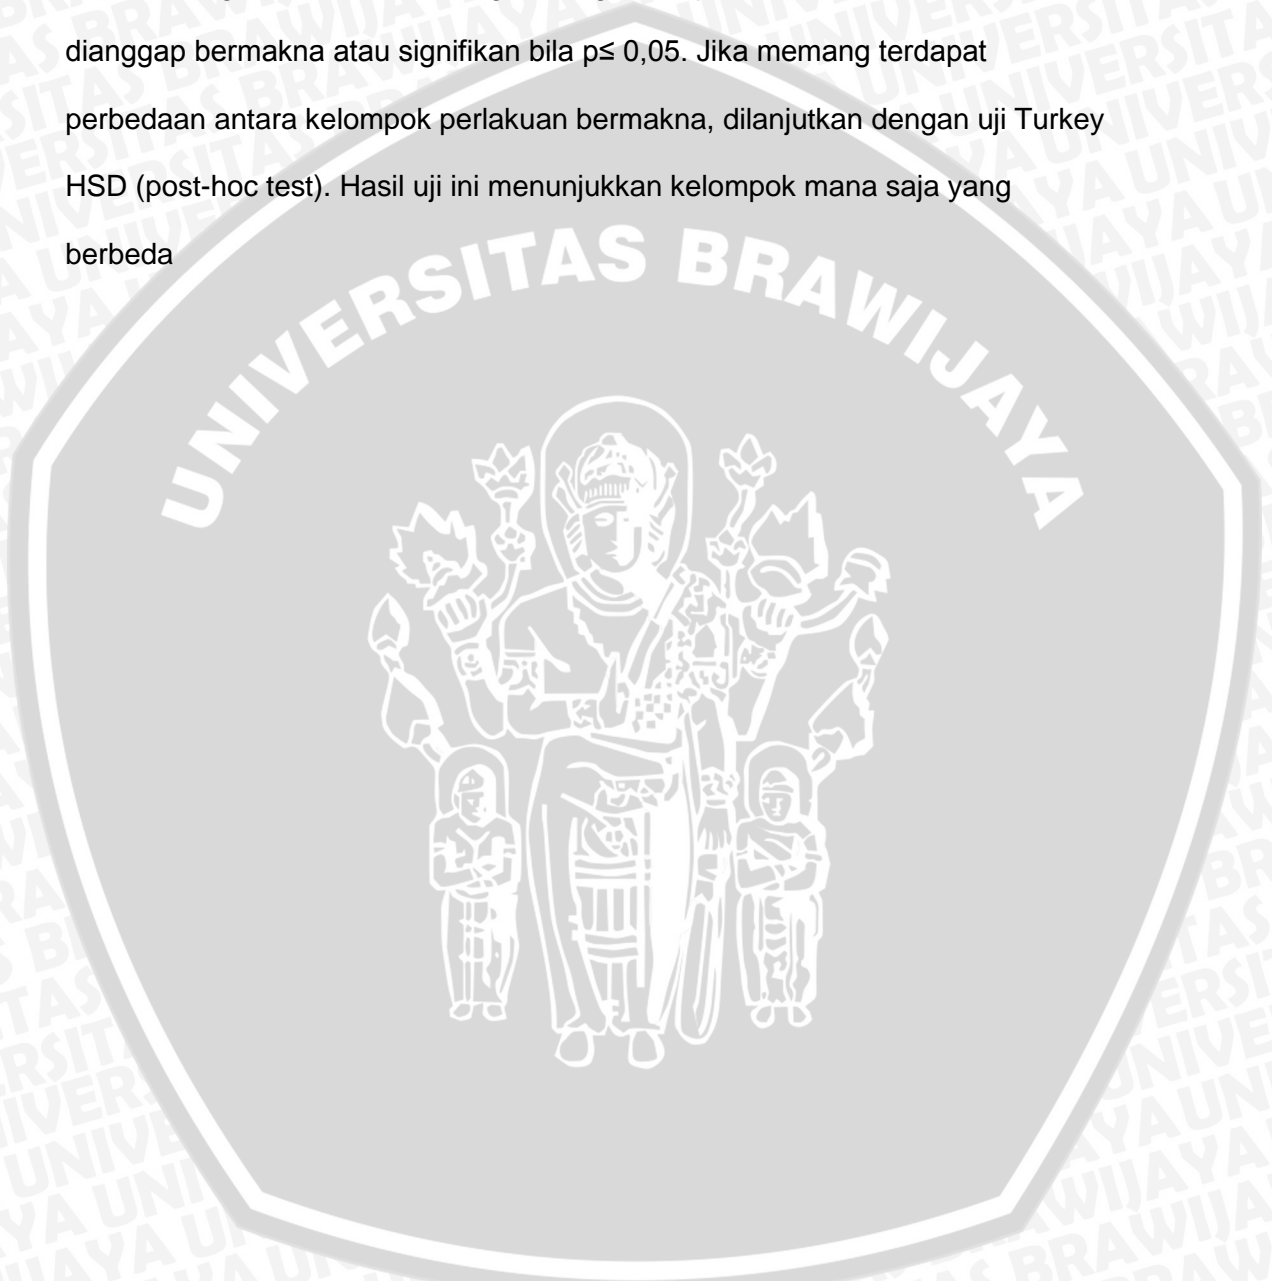 dianggap bermakna atau signifikan bila p≤ 0,05. Jika memang terdapat
perbedaan antara kelompok perlakuan bermakna, dilanjutkan dengan uji Turkey
HSD (post-hoc test). Hasil uji ini menunjukkan kelompok mana saja yang
berbeda
UNIVERSITAS BRAWIJAYA